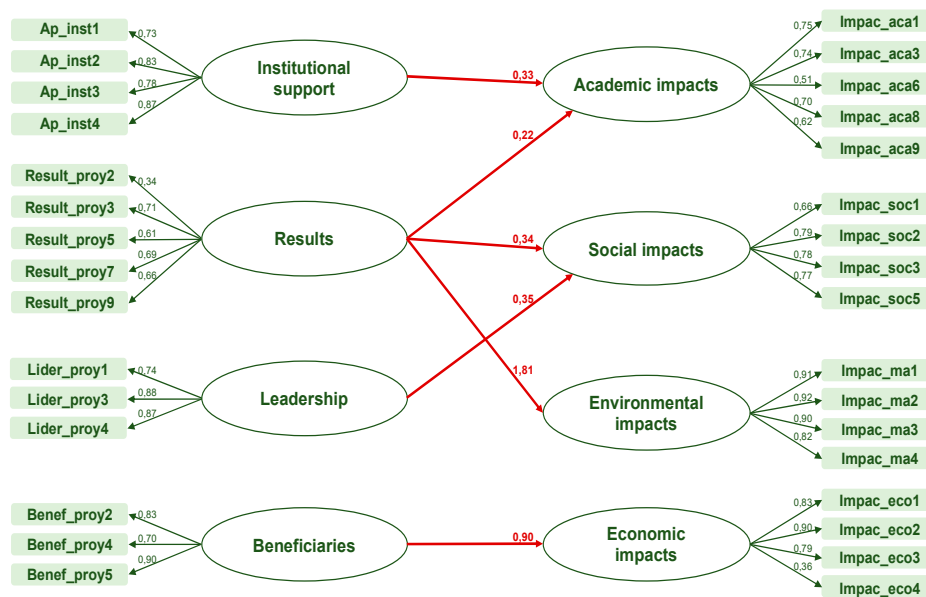 Ap_inst1
Ap_inst2
Ap_inst3
Ap_inst4
0,73
0,83
0,78
0,87
Institutional
support
0,33
Academic impacts
0,75
0,74
0,51
0,70
0,62
Impac_aca1
Impac_aca3
Impac_aca6
Impac_aca8
Impac_aca9
Result_proy2
Result_proy3
Result_proy5
Result_proy7
Result_proy9
0,34
0,71
0,61
0,69
0,66
Results
0,22
0,34
Social impacts
0,66
0,79
0,78
0,77
Impac_soc1
Impac_soc2
Impac_soc3
Impac_soc5
Lider_proy1
Lider_proy3
Lider_proy4
0,74
0,88
0,87
Leadership
0,35
1,81
Environmental
impacts
0,91
0,92
0,90
0,82
Impac_ma1
Impac_ma2
Impac_ma3
Impac_ma4
Benef_proy2
Benef_proy4
Benef_proy5
0,83
0,70
0,90
Beneficiaries
0,90
Economic
impacts
0,83
0,90
0,79
0,36
Impac_eco1
Impac_eco2
Impac_eco3
Impac_eco4